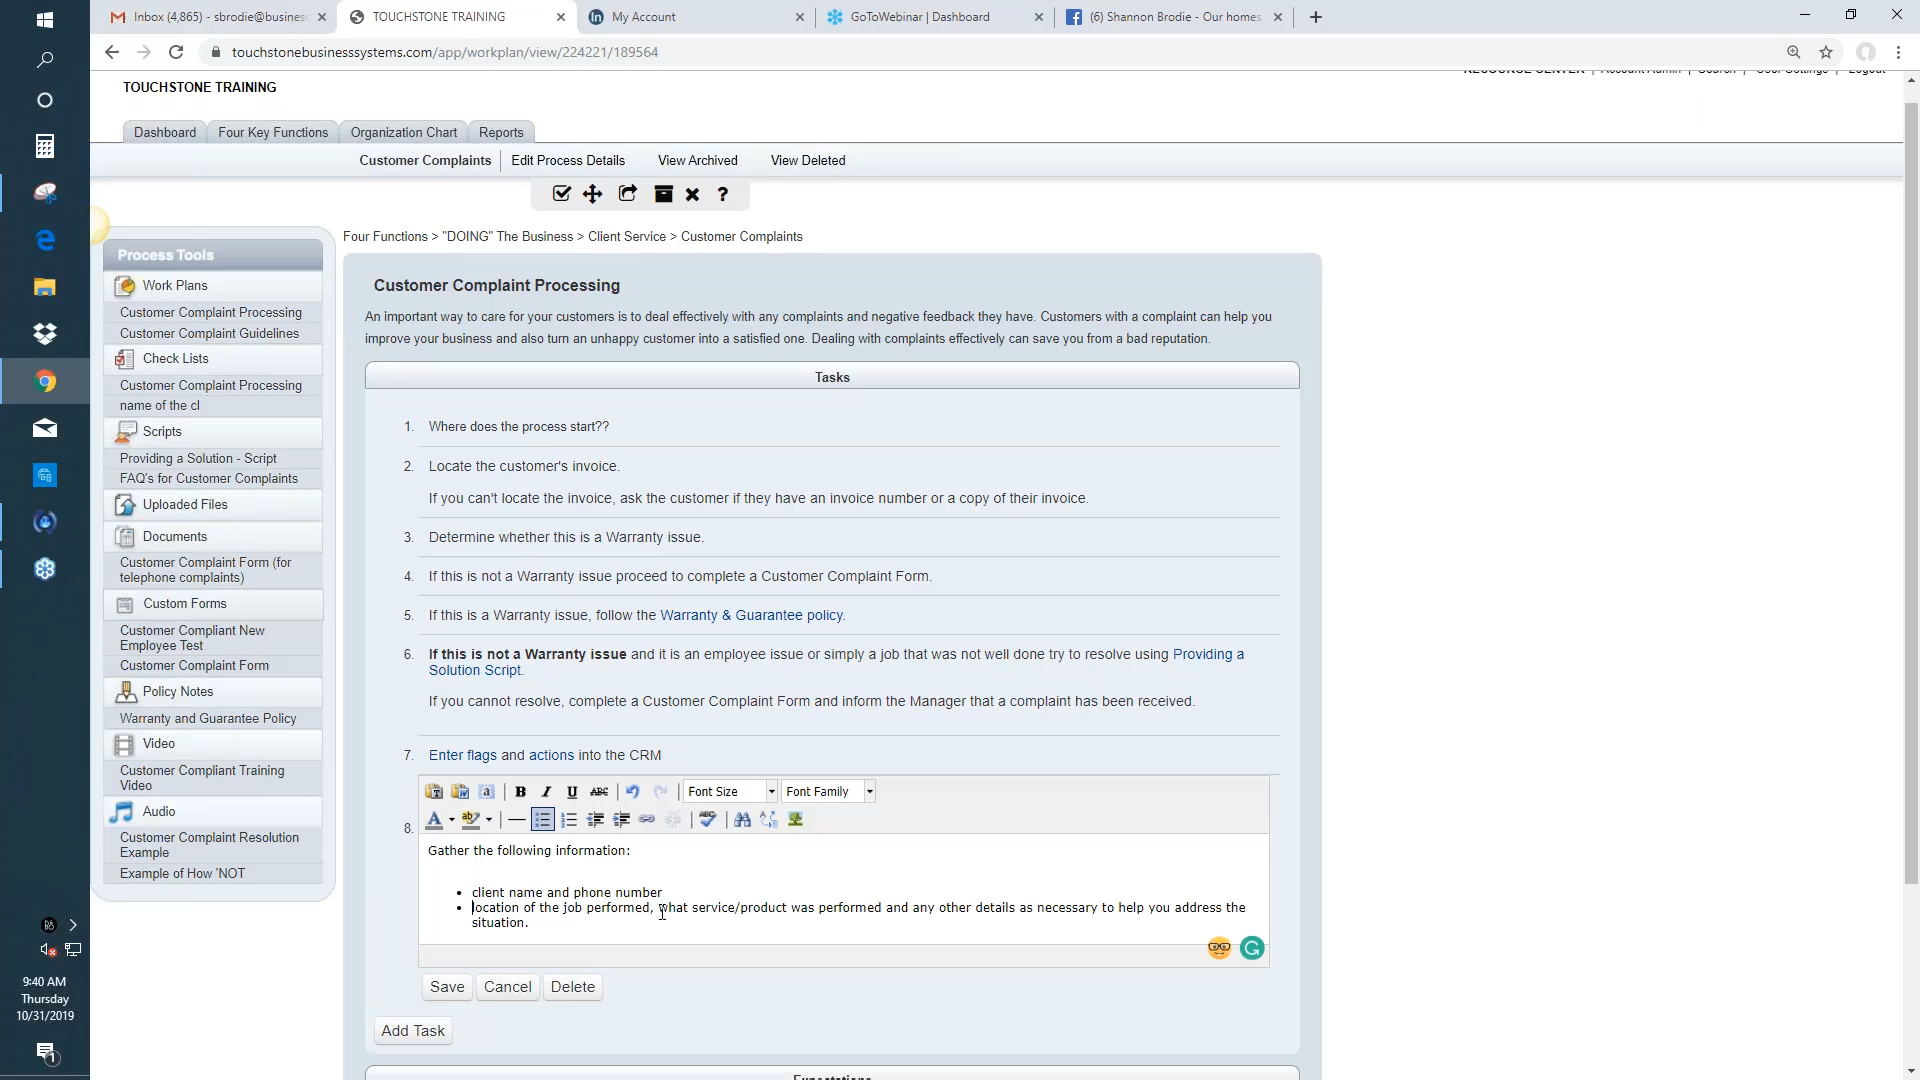 Inbox (4,865) - sbrodie@busines
TOUCHSTONE TRAINING
My Account
GoToWebinar | Dashboard
(6) Shannon Brodie - Our homes
touchstonebusinesssystems.com/app/workplan/view/224221/189564
RESOURCE CENTER | Account Admin | Search | User Settings | Logout
TOUCHSTONE TRAINING
Dashboard
Four Key Functions
Organization Chart
Reports
Customer Complaints
Edit Process Details
View Archived
View Deleted
?
Four Functions > "DOING" The Business > Client Service > Customer Complaints
Process Tools
Work Plans
Customer Complaint Processing
Customer Complaint Guidelines
Check Lists
Customer Complaint Processing
name of the cl
Scripts
Providing a Solution - Script
FAQ's for Customer Complaints
Uploaded Files
Documents
Customer Complaint Form (for
telephone complaints)
Custom Forms
Customer Compliant New
Employee Test
Customer Complaint Form
Policy Notes
Warranty and Guarantee Policy
Video
Customer Compliant Training
Video
Audio
Customer Complaint Resolution
Example
Example of How 'NOT
Customer Complaint Processing
An important way to care for your customers is to deal effectively with any complaints and negative feedback they have. Customers with a complaint can help you
improve your business and also turn an unhappy customer into a satisfied one. Dealing with complaints effectively can save you from a bad reputation.
Tasks
1. Where does the process start??
2. Locate the customer's invoice.
If you can't locate the invoice, ask the customer if they have an invoice number or a copy of their invoice.
3. Determine whether this is a Warranty issue.
4. If this is not a Warranty issue proceed to complete a Customer Complaint Form.
5. If this is a Warranty issue, follow the Warranty & Guarantee policy.
6. If this is not a Warranty issue and it is an employee issue or simply a job that was not well done try to resolve using Providing a
Solution Script.
If you cannot resolve, complete a Customer Complaint Form and inform the Manager that a complaint has been received.
7. Enter flags and actions into the CRM
B I U ABC Font Size Font Family
A ab ABC
8.
Gather the following information:
• client name and phone number
• location of the job performed, what service/product was performed and any other details as necessary to help you address the
situation.
Save
Cancel
Delete
Add Task
Expectations
9:40 AM
Thursday
10/31/2019
1